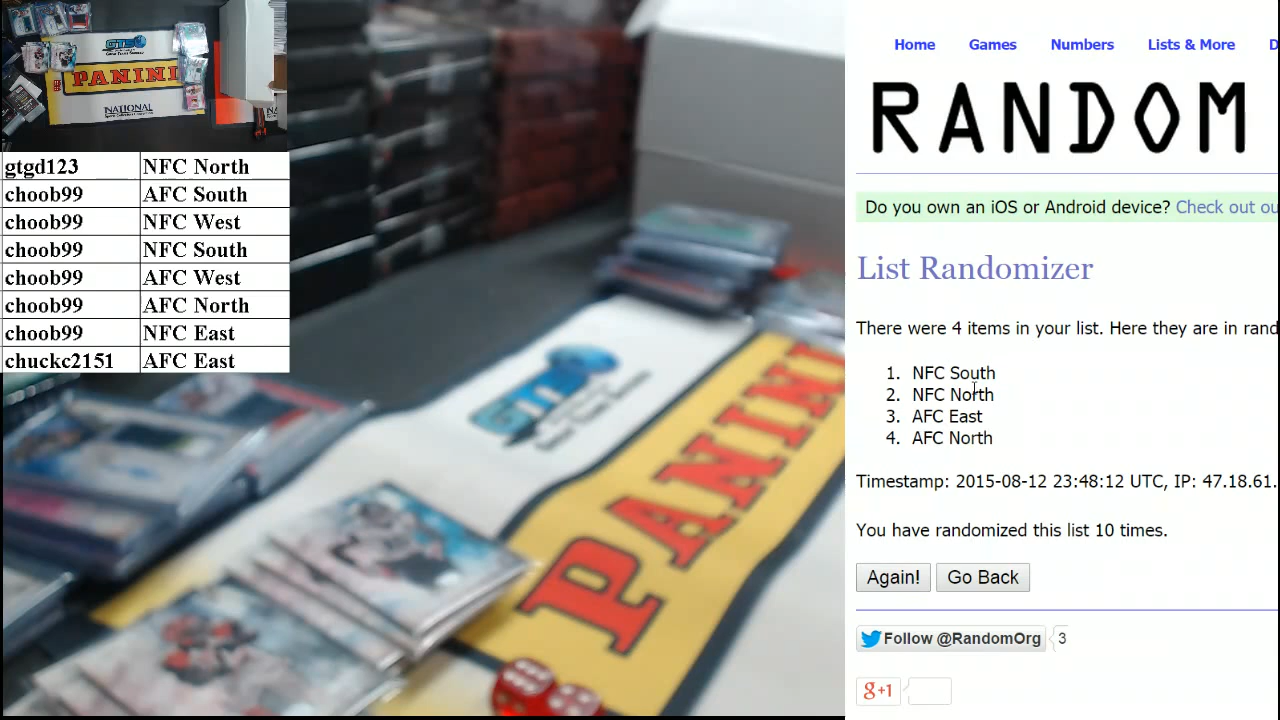 GTSB
PANINI
NATIONAL
gtgd123 NFC North
choob99 AFC South
choob99 NFC West
choob99 NFC South
choob99 AFC West
choob99 AFC North
choob99 NFC East
chuckc2151 AFC East
PANINI
Home Games Numbers Lists & More D
RANDOM
Do you own an iOS or Android device? Check out ou
List Randomizer
There were 4 items in your list. Here they are in rand
1. NFC South
2. NFC North
3. AFC East
4. AFC North
Timestamp: 2015-08-12 23:48:12 UTC, IP: 47.18.61.
You have randomized this list 10 times.
Again! Go Back
Follow @RandomOrg 3
g+1